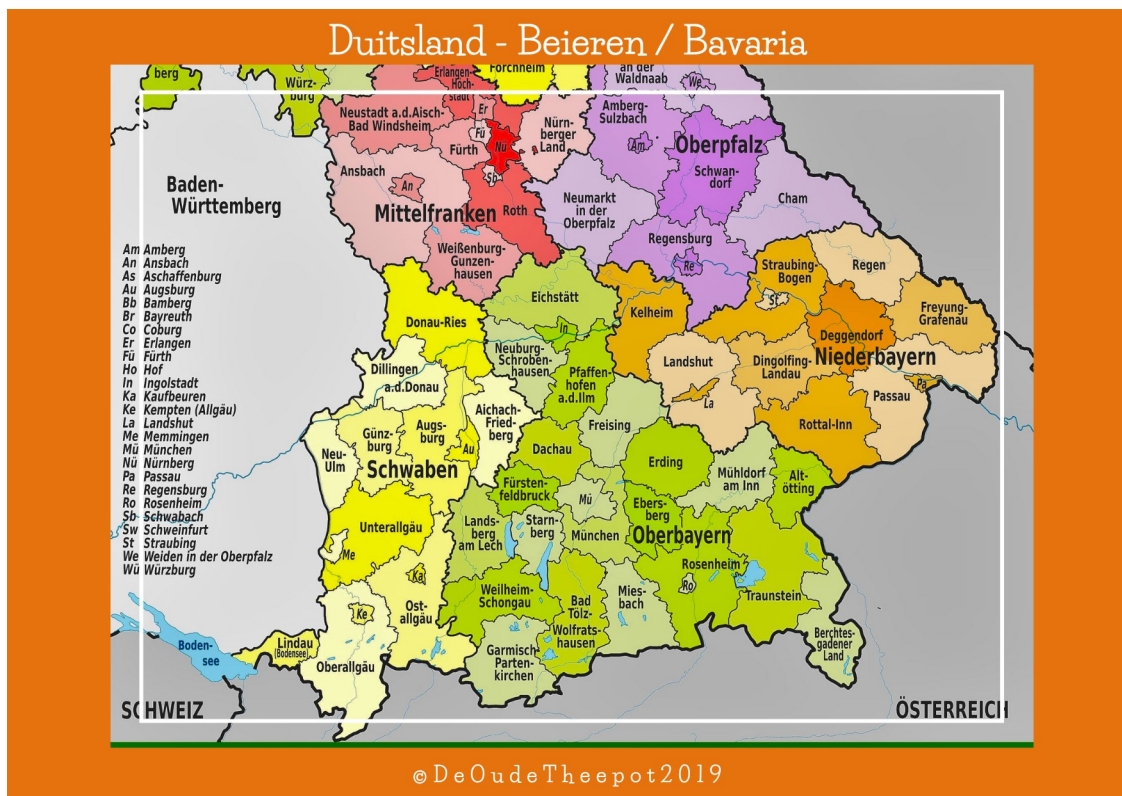 Duitsland - Beieren / Bavaria
berg
Würz-
burg
Erlangen-
Höch-
stadt
Forchheim
an der
Waldnaab
We
Neustadt a.d.Aisch-
Bad Windsheim
Er
Fü
Fürth
Nü
Nürn-
berger
Land
Amberg-
Sulzbach
Am
Oberpfalz
Schwan-
dorf
Cham
Ansbach
An
Sb
Mittelfranken
Roth
Neumarkt
in der
Oberpfalz
Regensburg
Re
Weißenburg-
Gunzen-
hausen
Baden-
Württemberg
Am Amberg
An Ansbach
As Aschaffenburg
Au Augsburg
Bb Bamberg
Br Bayreuth
Co Coburg
Er Erlangen
Fü Fürth
Ho Hof
In Ingolstadt
Ka Kaufbeuren
Ke Kempten (Allgäu)
La Landshut
Me Memmingen
Mü München
Nü Nürnberg
Pa Passau
Re Regensburg
Ro Rosenheim
Sb Schwabach
Sw Schweinfurt
St Straubing
We Weiden in der Oberpfalz
Wü Würzburg
Straubing-
Bogen
St
Regen
Freyung-
Grafenau
Deggendorf
Niederbayern
Kelheim
Landshut
La
Dingolfing-
Landau
Pa
Passau
Rottal-Inn
Eichstätt
In
Donau-Ries
Neuburg-
Schroben-
hausen
Pfaffen-
hofen
a.d.Ilm
Dillingen
a.d.Donau
Aichach-
Fried-
berg
Freising
Günz-
burg
Augs-
burg
Au
Neu-
Ulm
Schwaben
Dachau
Erding
Mühldorf
am Inn
Alt-
ötting
Fürsten-
feldbruck
Mü
Ebers-
berg
Unterallgäu
Me
Lands-
berg
am Lech
Starn-
berg
München
Oberbayern
Rosenheim
Ro
Traunstein
Ka
Ost-
allgäu
Ke
Weilheim-
Schongau
Bad
Tölz-
Wolfrats-
hausen
Mies-
bach
Berchtes-
gadener
Land
Boden-
see
Lindau
(Bodensee)
Oberallgäu
Garmisch-
Parten-
kirchen
SCHWEIZ
ÖSTERREICH
©DeOudeTheepot2019